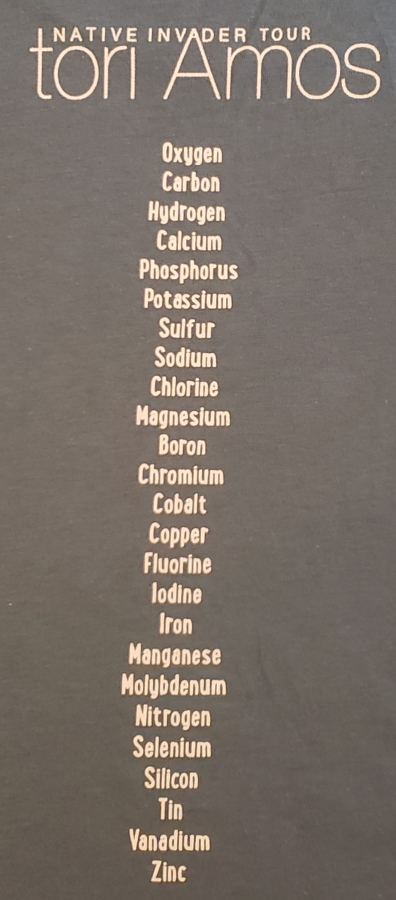 NATIVE INVADER TOUR
tori Amos
Oxygen
Carbon
Hydrogen
Calcium
Phosphorus
Potassium
Sulfur
Sodium
Chlorine
Magnesium
Boron
Chromium
Cobalt
Copper
Fluorine
Iodine
Iron
Manganese
Molybdenum
Nitrogen
Selenium
Silicon
Tin
Vanadium
Zinc